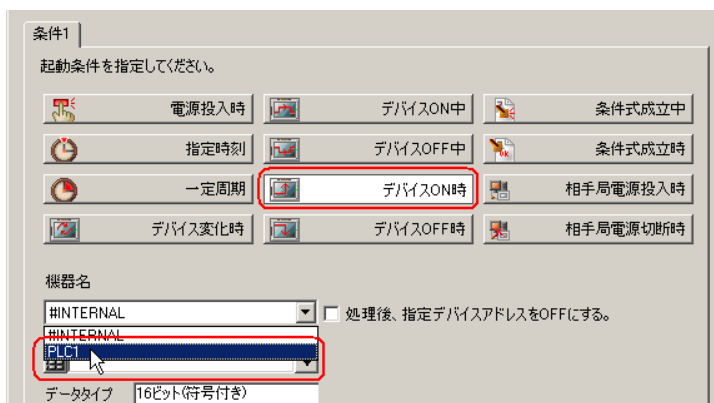 条件1
起動条件を指定してください。
電源投入時 デバイスON中 条件式成立中
指定時刻 デバイスOFF中 条件式成立時
一定周期 デバイスON時 相手局電源投入時
デバイス変化時 デバイスOFF時 相手局電源切断時
機器名
#INTERNAL 処理後、指定デバイスアドレスをOFFにする。
#INTERNAL
PLC1
データタイプ 16ビット(符号付き)